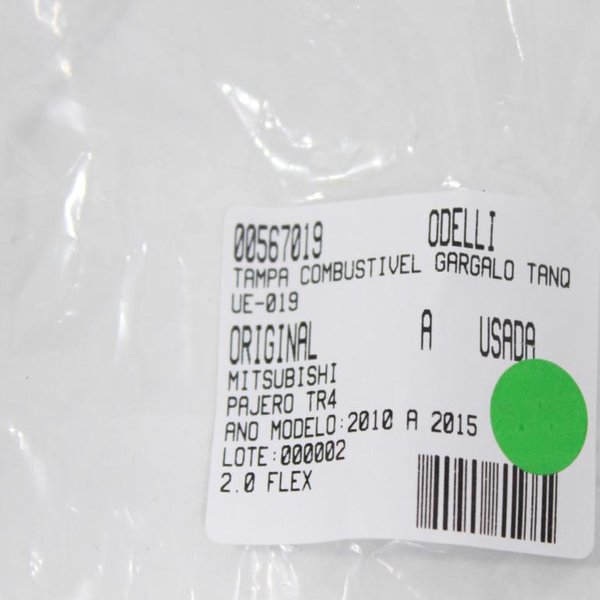 00567019 ODELLI
TAMPA COMBUSTIVEL GARGALO TANQ
UE-019
ORIGINAL A USADA
MITSUBISHI
PAJERO TR4
ANO MODELO:2010 A 2015
LOTE:000002
2.0 FLEX